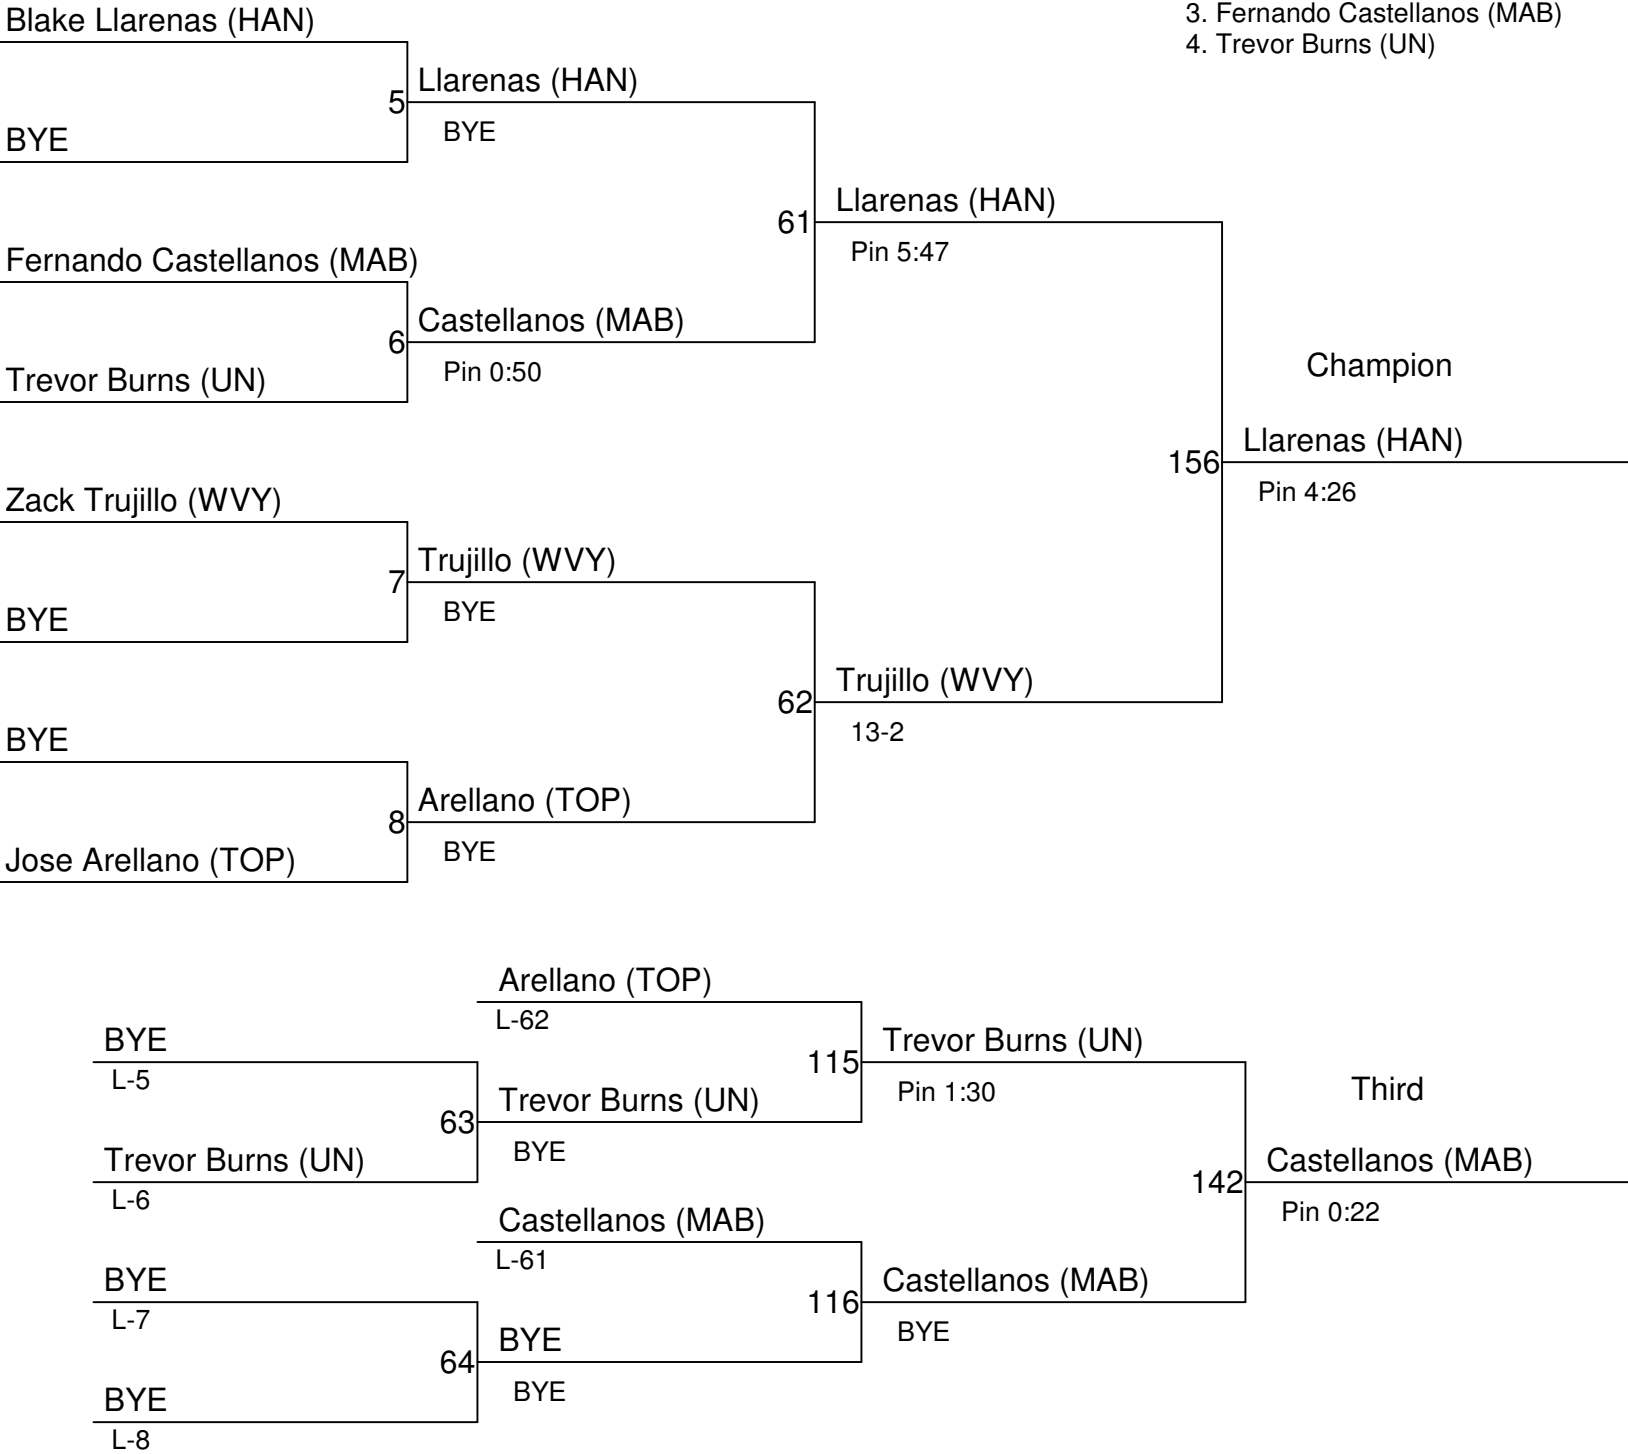 Blake Llarenas (HAN)
3. Fernando Castellanos (MAB)
4. Trevor Burns (UN)
5
Llarenas (HAN)
BYE
BYE
61
Llarenas (HAN)
Pin 5:47
Fernando Castellanos (MAB)
6
Castellanos (MAB)
Pin 0:50
Trevor Burns (UN)
Champion
156
Llarenas (HAN)
Pin 4:26
Zack Trujillo (WVY)
7
Trujillo (WVY)
BYE
BYE
62
Trujillo (WVY)
13-2
BYE
8
Arellano (TOP)
BYE
Jose Arellano (TOP)
Arellano (TOP)
L-62
BYE
L-5
115
Trevor Burns (UN)
Pin 1:30
63
Trevor Burns (UN)
BYE
Third
Trevor Burns (UN)
L-6
142
Castellanos (MAB)
Pin 0:22
Castellanos (MAB)
L-61
BYE
L-7
116
Castellanos (MAB)
BYE
64
BYE
BYE
BYE
L-8